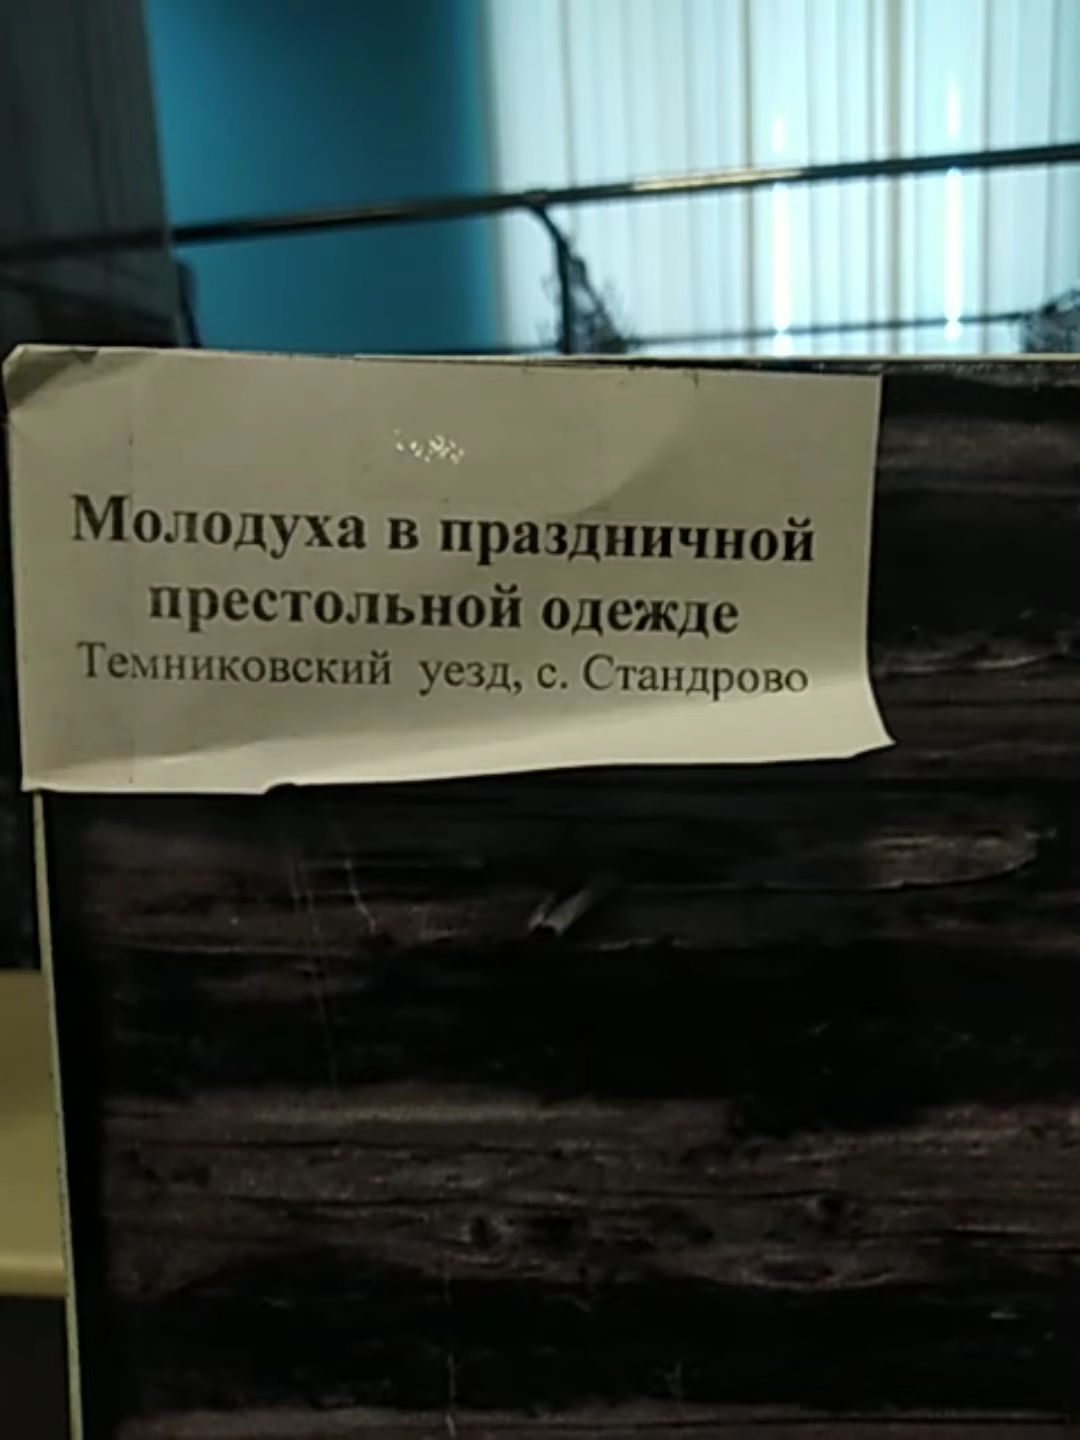 Молодуха в праздничной
престольной одежде
Темниковский уезд, с. Стандрово